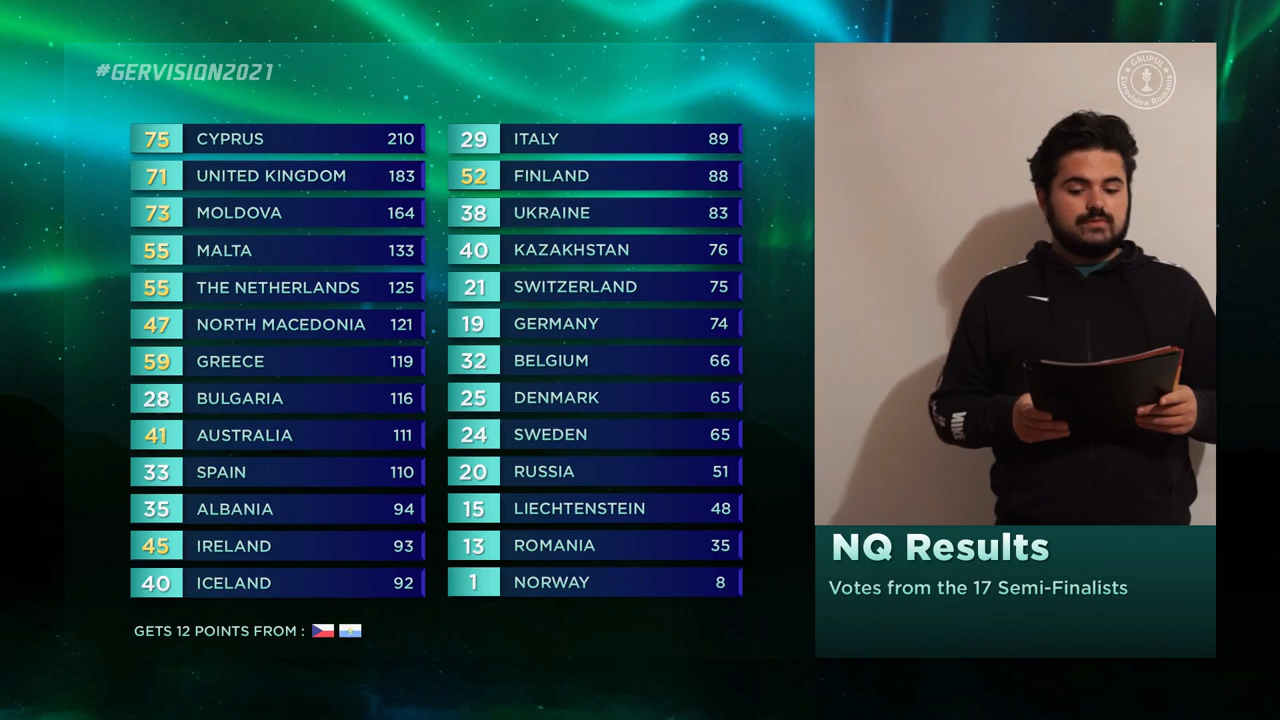 #GERVISION2021
75 CYPRUS 210
71 UNITED KINGDOM 183
73 MOLDOVA 164
55 MALTA 133
55 THE NETHERLANDS 125
47 NORTH MACEDONIA 121
59 GREECE 119
28 BULGARIA 116
41 AUSTRALIA 111
33 SPAIN 110
35 ALBANIA 94
45 IRELAND 93
40 ICELAND 92
29 ITALY 89
52 FINLAND 88
38 UKRAINE 83
40 KAZAKHSTAN 76
21 SWITZERLAND 75
19 GERMANY 74
32 BELGIUM 66
25 DENMARK 65
24 SWEDEN 65
20 RUSSIA 51
15 LIECHTENSTEIN 48
13 ROMANIA 35
1 NORWAY 8
GETS 12 POINTS FROM :
GRUPUL
Eurovision Romania
NIKE
NQ Results
Votes from the 17 Semi-Finalists